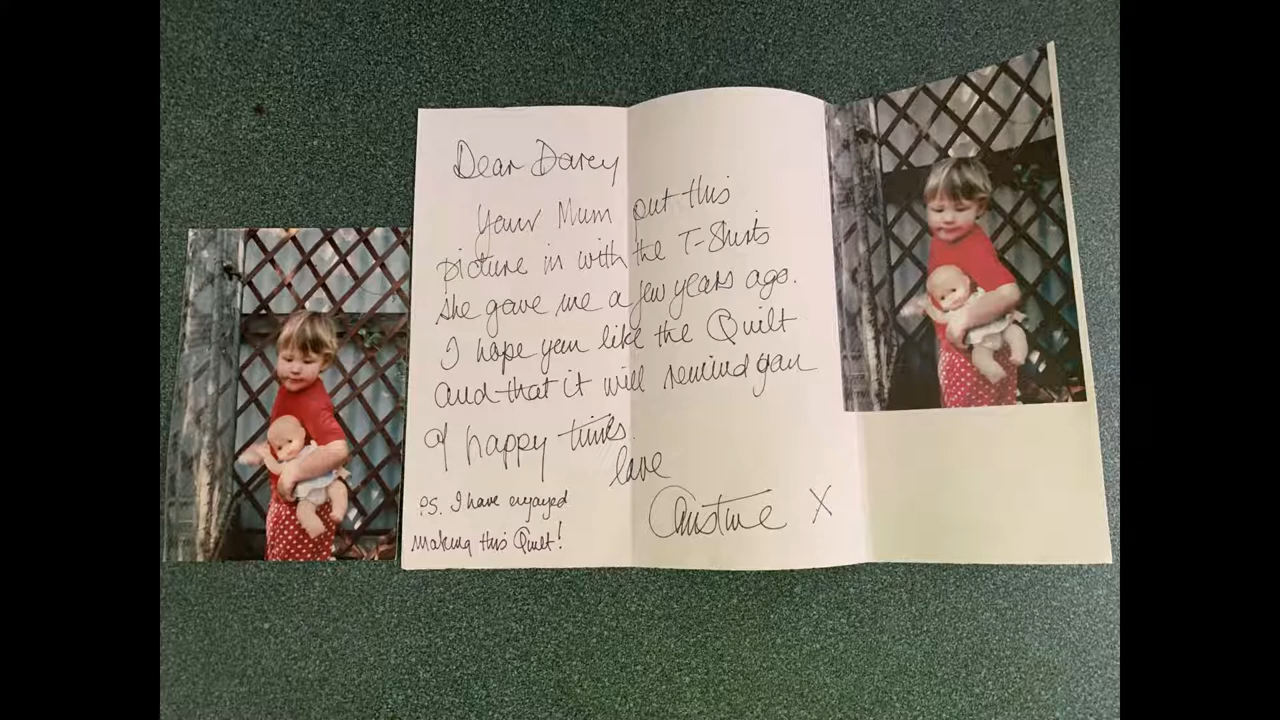 Dear Darcy
Your Mum put this
picture in with the T-Shirts
she gave me a few years ago.
I hope you like the Quilt
and that it will remind you
of happy times.
love
Christine X
P.S. I have enjoyed
making this Quilt!